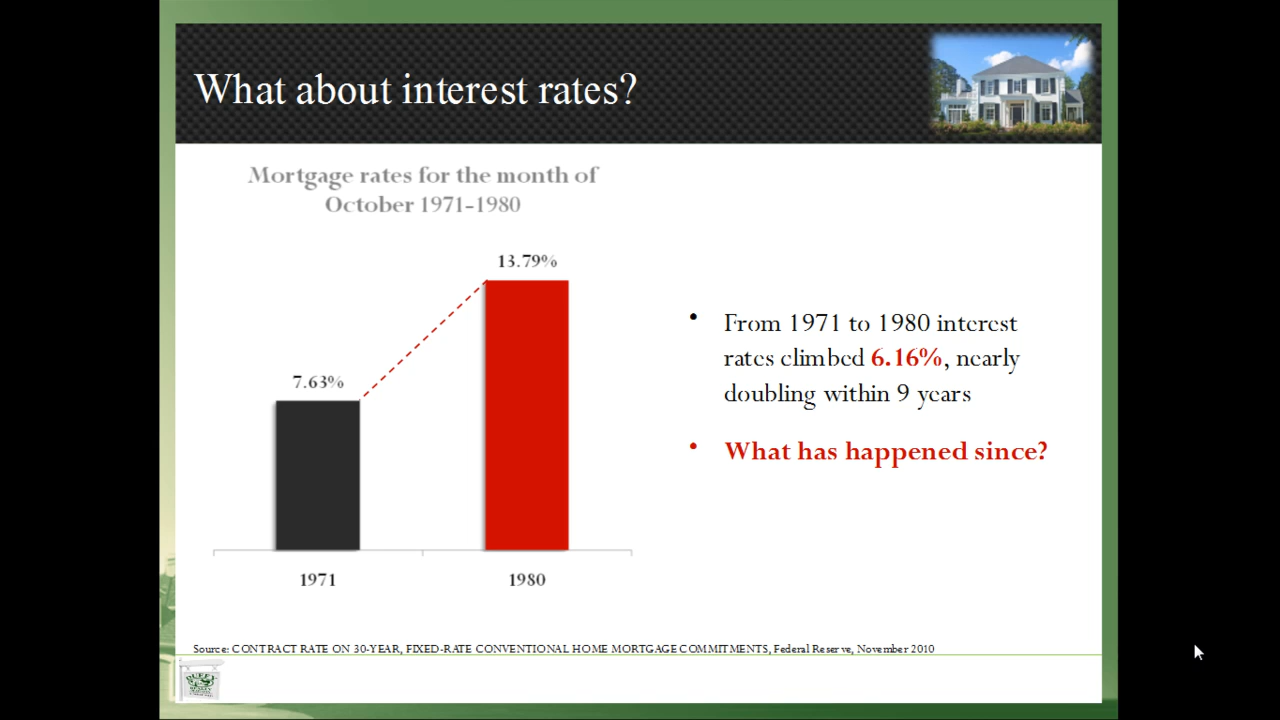 What about interest rates?
Mortgage rates for the month of
October 1971-1980
13.79%
7.63%
1971
1980
• From 1971 to 1980 interest
rates climbed 6.16%, nearly
doubling within 9 years
• What has happened since?
Source: CONTRACT RATE ON 30-YEAR, FIXED-RATE CONVENTIONAL HOME MORTGAGE COMMITMENTS, Federal Reserve, November 2010